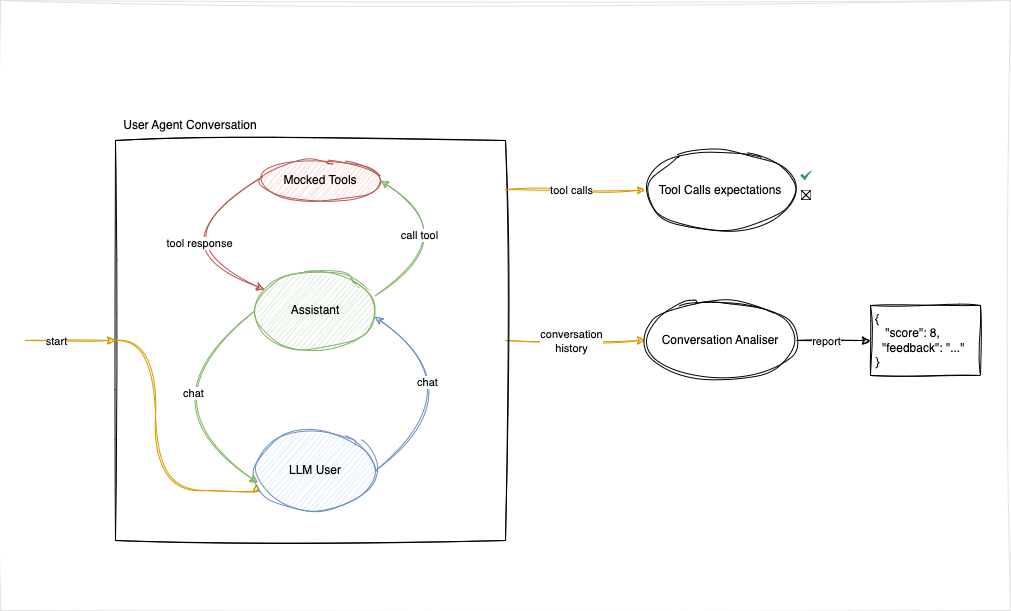 User Agent Conversation
Mocked Tools
tool calls
Tool Calls expectations
tool response
call tool
Assistant
start
conversation
history
Conversation Analiser
report
{
"score": 8,
"feedback": "..."
}
chat
chat
LLM User